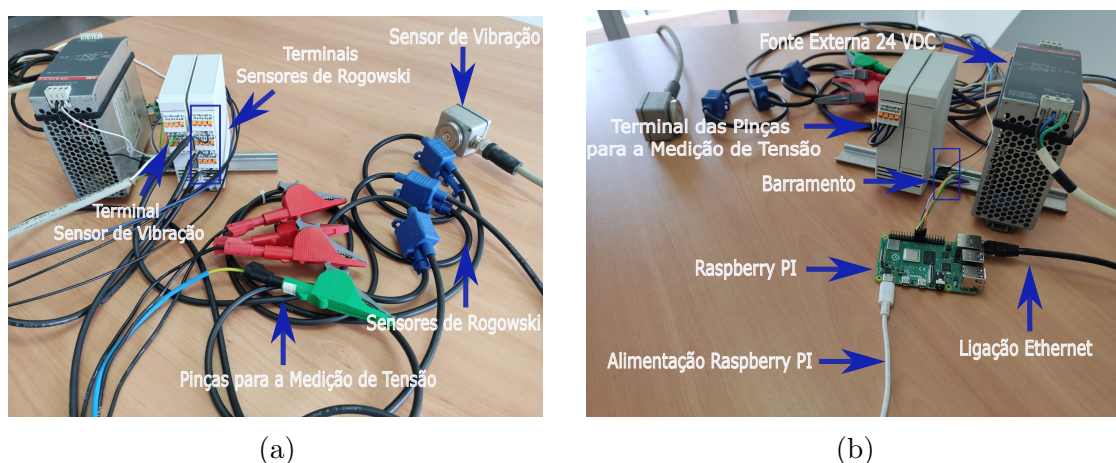 Terminais
Sensores de Rogowski
Sensor de Vibração
Terminal
Sensor de Vibração
Sensores de Rogowski
Pinças para a Medição de Tensão
(a)
Fonte Externa 24 VDC
Terminal das Pinças
para a Medição de Tensão
Barramento
Raspberry PI
Ligação Ethernet
Alimentação Raspberry PI
(b)